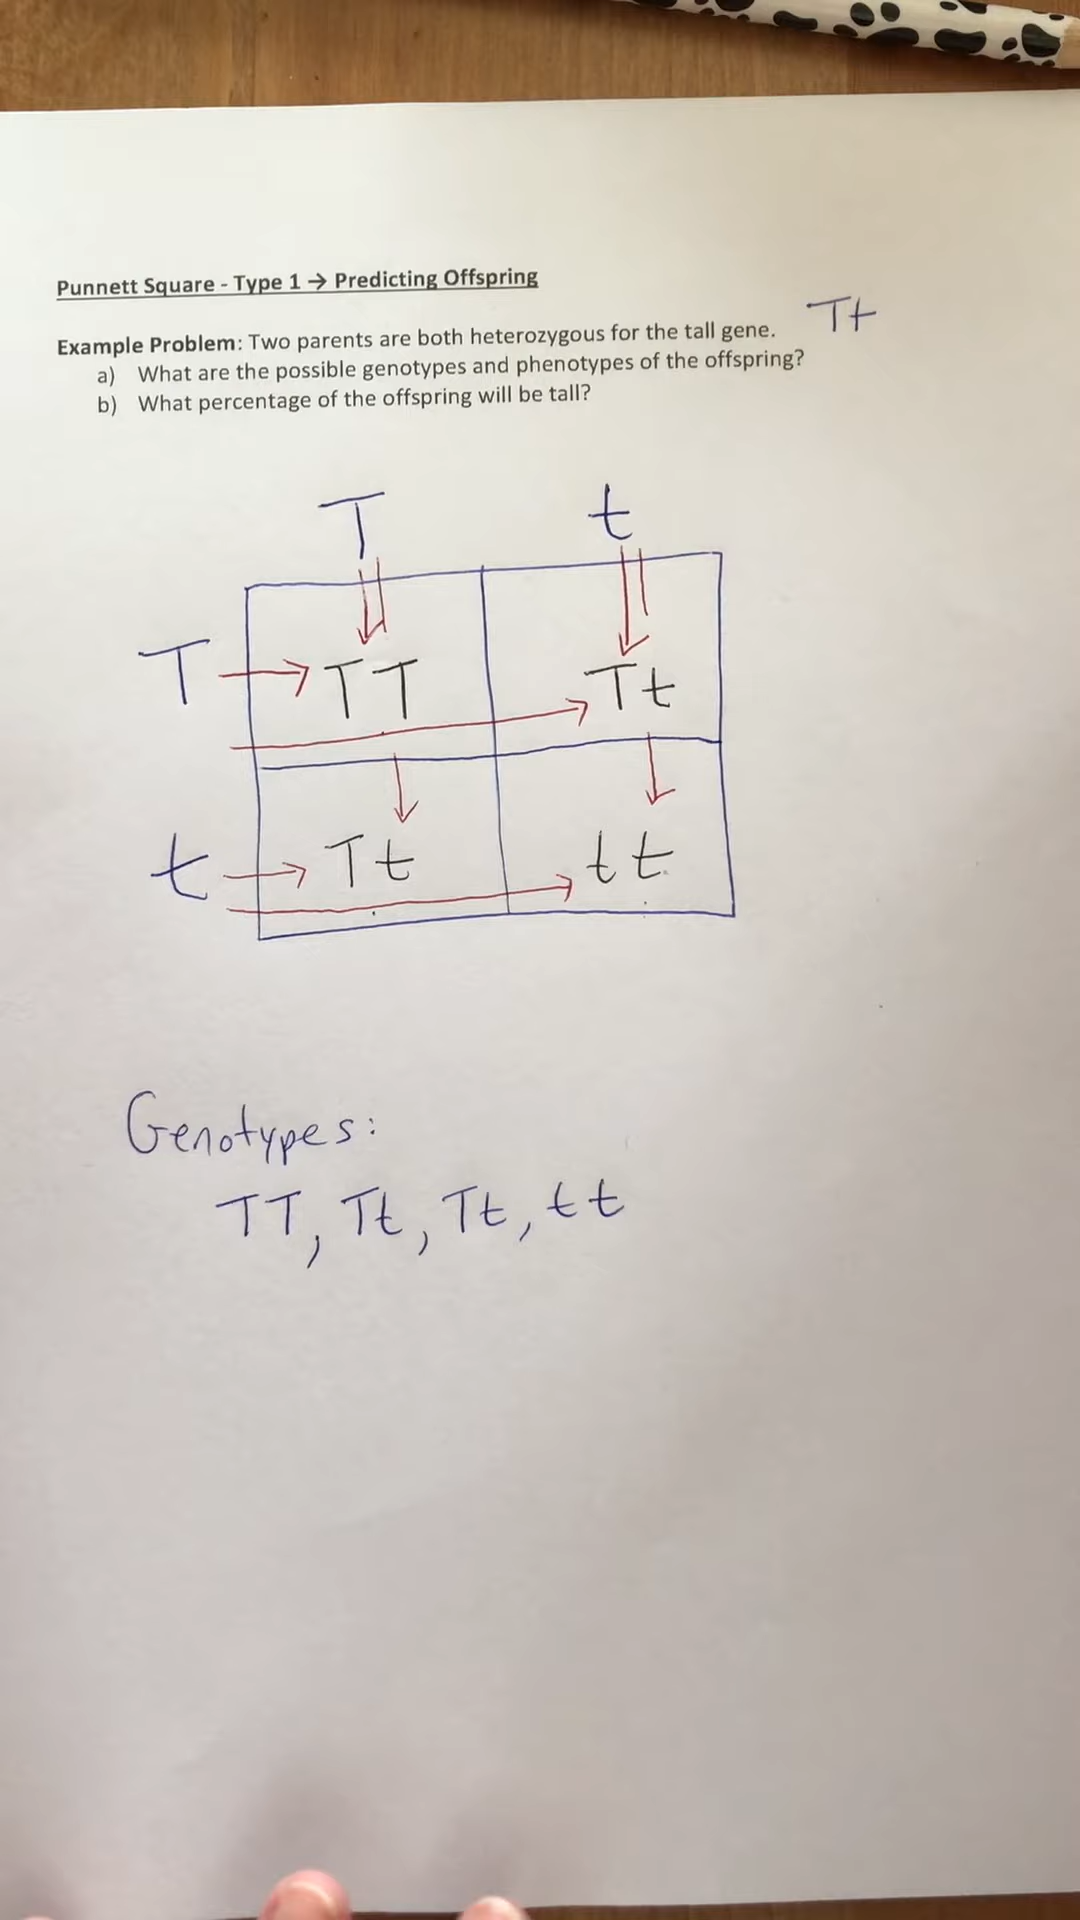 Punnett Square - Type 1 → Predicting Offspring
Example Problem: Two parents are both heterozygous for the tall gene. Tt
a) What are the possible genotypes and phenotypes of the offspring?
b) What percentage of the offspring will be tall?
T t
T TT Tt
t Tt tt
Genotypes:
TT, Tt, Tt, tt